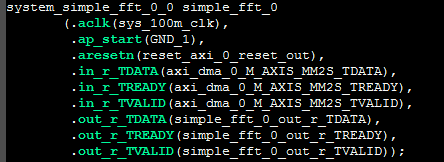 system_simple_fft_0_0 simple_fft_0
(.aclk(sys_100m_clk),
.ap_start(GND_1),
.aresetn(reset_axi_0_reset_out),
.in_r_TDATA(axi_dma_0_M_AXIS_MM2S_TDATA),
.in_r_TREADY(axi_dma_0_M_AXIS_MM2S_TREADY),
.in_r_TVALID(axi_dma_0_M_AXIS_MM2S_TVALID),
.out_r_TDATA(simple_fft_0_out_r_TDATA),
.out_r_TREADY(simple_fft_0_out_r_TREADY),
.out_r_TVALID(simple_fft_0_out_r_TVALID));